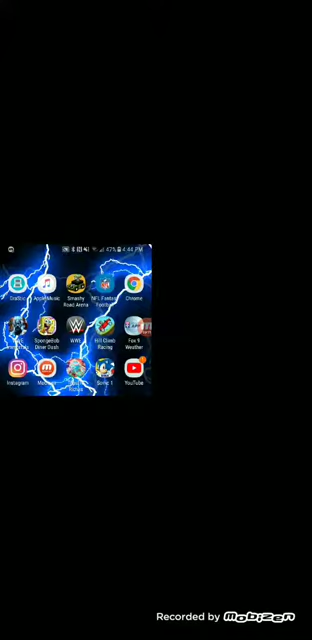 47% 4:44 PM
DraStic Apple Music Smashy Road Arena NFL Fantasy Football Chrome
SpongeBob Diner Dash WWE Hill Climb Racing Fox 9 Weather
Instagram Sonic 1 YouTube
Recorded by mobizen